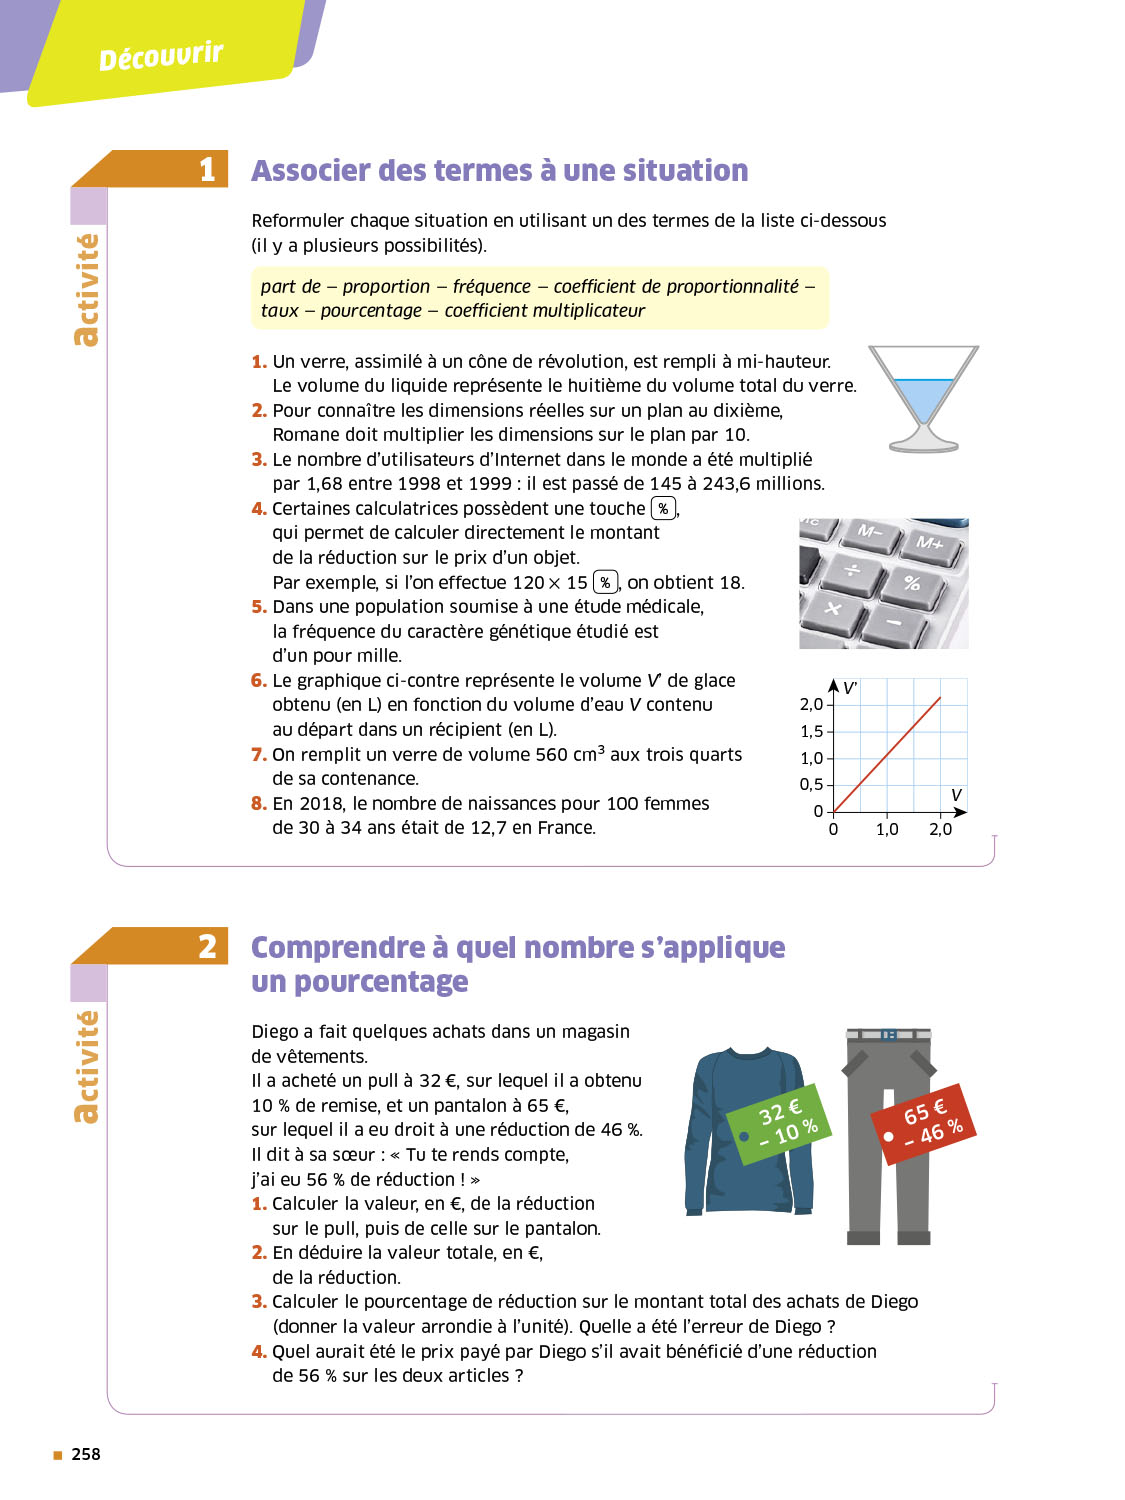 Découvrir
activité
1
Associer des termes à une situation
Reformuler chaque situation en utilisant un des termes de la liste ci-dessous
(il y a plusieurs possibilités).
part de – proportion – fréquence – coefficient de proportionnalité –
taux – pourcentage – coefficient multiplicateur
1. Un verre, assimilé à un cône de révolution, est rempli à mi-hauteur.
Le volume du liquide représente le huitième du volume total du verre.
2. Pour connaître les dimensions réelles sur un plan au dixième,
Romane doit multiplier les dimensions sur le plan par 10.
3. Le nombre d'utilisateurs d'Internet dans le monde a été multiplié
par 1,68 entre 1998 et 1999 : il est passé de 145 à 243,6 millions.
4. Certaines calculatrices possèdent une touche %,
qui permet de calculer directement le montant
de la réduction sur le prix d'un objet.
Par exemple, si l'on effectue 120 × 15 %, on obtient 18.
5. Dans une population soumise à une étude médicale,
la fréquence du caractère génétique étudié est
d'un pour mille.
6. Le graphique ci-contre représente le volume V' de glace
obtenu (en L) en fonction du volume d'eau V contenu
au départ dans un récipient (en L).
7. On remplit un verre de volume 560 cm³ aux trois quarts
de sa contenance.
8. En 2018, le nombre de naissances pour 100 femmes
de 30 à 34 ans était de 12,7 en France.
MC M– M+
÷ %
× –
V'
2,0
1,5
1,0
0,5
0
V
0 1,0 2,0
activité
2
Comprendre à quel nombre s'applique
un pourcentage
Diego a fait quelques achats dans un magasin
de vêtements.
Il a acheté un pull à 32 €, sur lequel il a obtenu
10 % de remise, et un pantalon à 65 €,
sur lequel il a eu droit à une réduction de 46 %.
Il dit à sa sœur : « Tu te rends compte,
j'ai eu 56 % de réduction ! »
1. Calculer la valeur, en €, de la réduction
sur le pull, puis de celle sur le pantalon.
2. En déduire la valeur totale, en €,
de la réduction.
3. Calculer le pourcentage de réduction sur le montant total des achats de Diego
(donner la valeur arrondie à l'unité). Quelle a été l'erreur de Diego ?
4. Quel aurait été le prix payé par Diego s'il avait bénéficié d'une réduction
de 56 % sur les deux articles ?
32 €
– 10 %
65 €
– 46 %
258